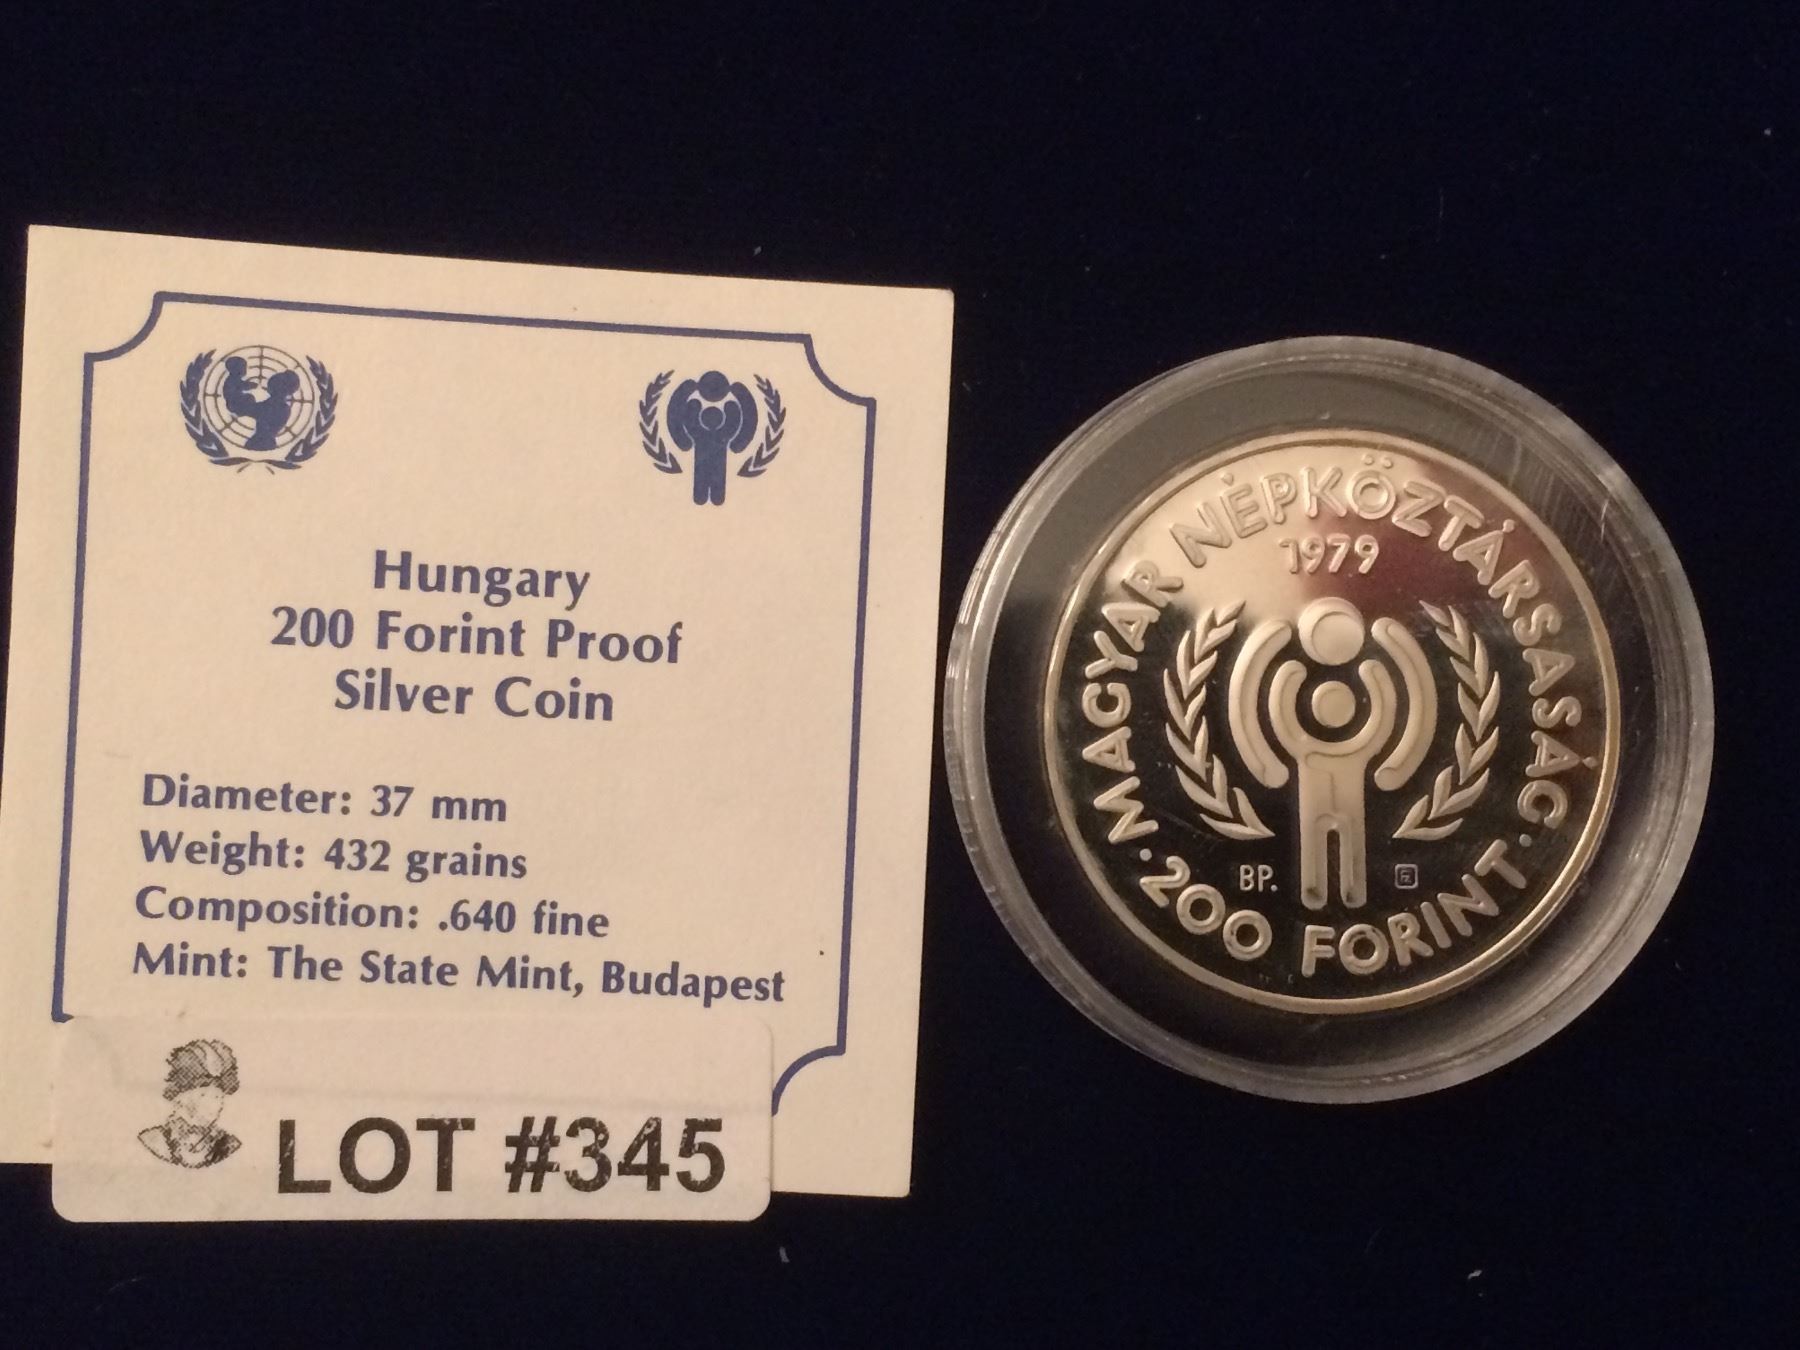 Hungary
200 Forint Proof
Silver Coin
Diameter: 37 mm
Weight: 432 grains
Composition: .640 fine
Mint: The State Mint, Budapest
LOT #345
MAGYAR NÉPKÖZTÁRSASÁG
1979
BP.
· 200 FORINT ·